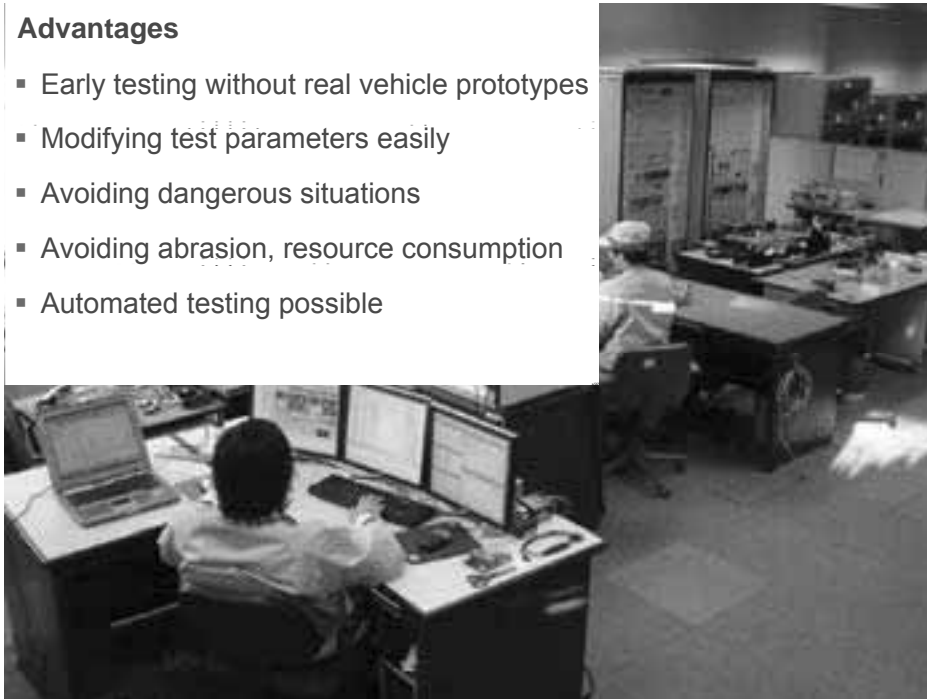 Advantages
▪ Early testing without real vehicle prototypes
▪ Modifying test parameters easily
▪ Avoiding dangerous situations
▪ Avoiding abrasion, resource consumption
▪ Automated testing possible